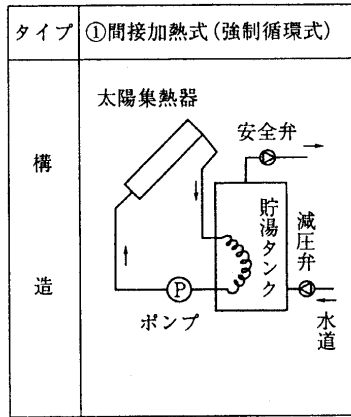 タイプ
①間接加熱式(強制循環式)
構造
太陽集熱器
安全弁
貯湯タンク
減圧弁
水道
P
ポンプ